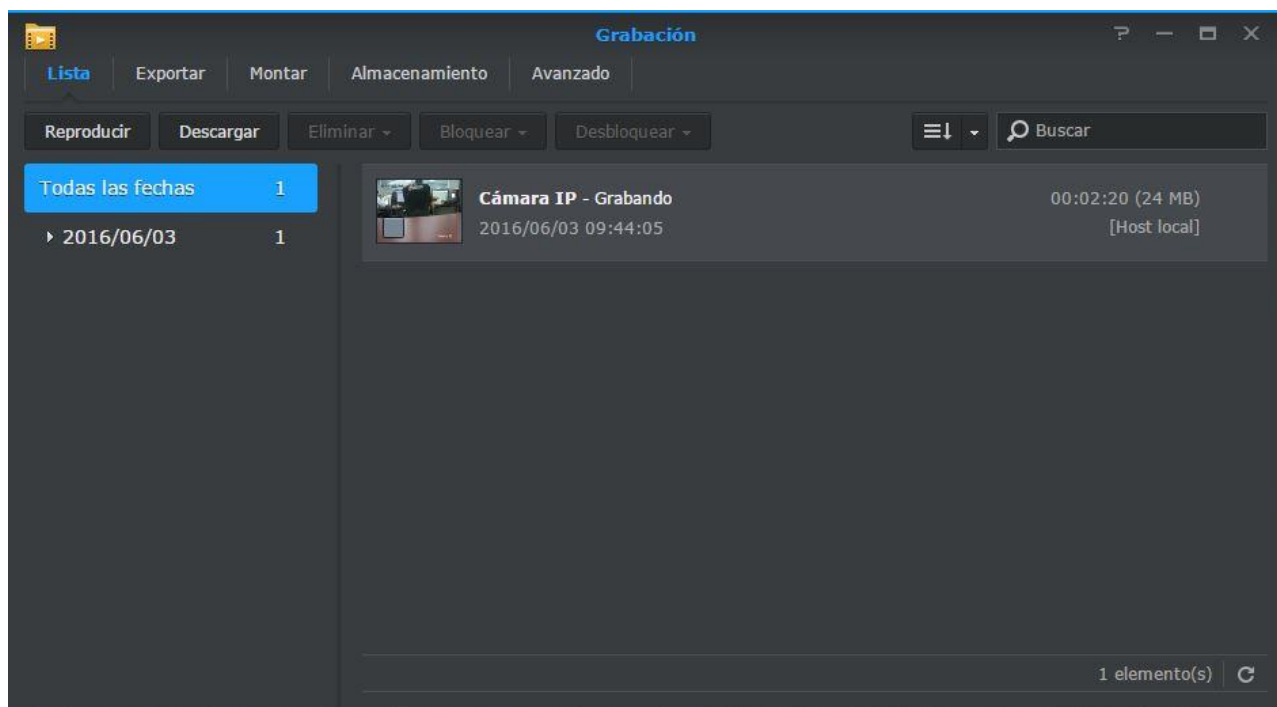 Grabación
Lista Exportar Montar Almacenamiento Avanzado
Reproducir Descargar Eliminar Bloquear Desbloquear Buscar
Todas las fechas 1
2016/06/03 1
Cámara IP - Grabando 00:02:20 (24 MB)
2016/06/03 09:44:05 [Host local]
1 elemento(s)